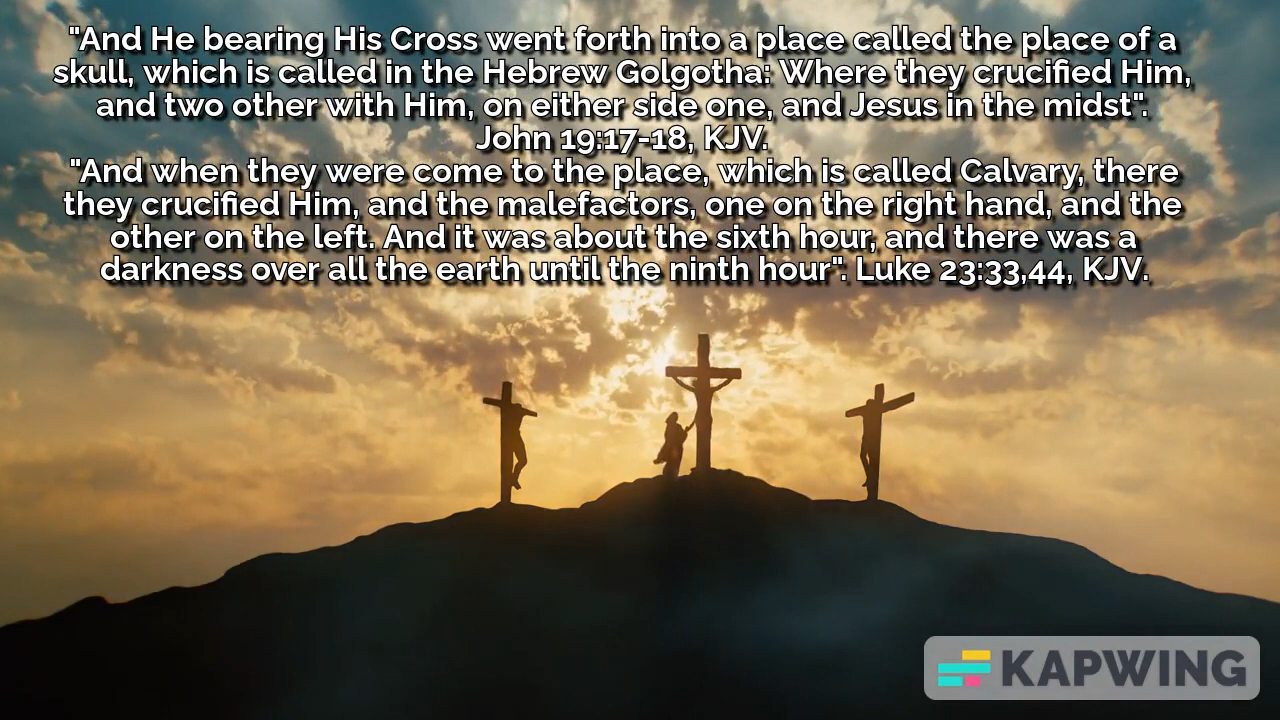 "And He bearing His Cross went forth into a place called the place of a
skull, which is called in the Hebrew Golgotha: Where they crucified Him,
and two other with Him, on either side one, and Jesus in the midst".
John 19:17-18, KJV.
"And when they were come to the place, which is called Calvary, there
they crucified Him, and the malefactors, one on the right hand, and the
other on the left. And it was about the sixth hour, and there was a
darkness over all the earth until the ninth hour". Luke 23:33,44, KJV.
KAPWING